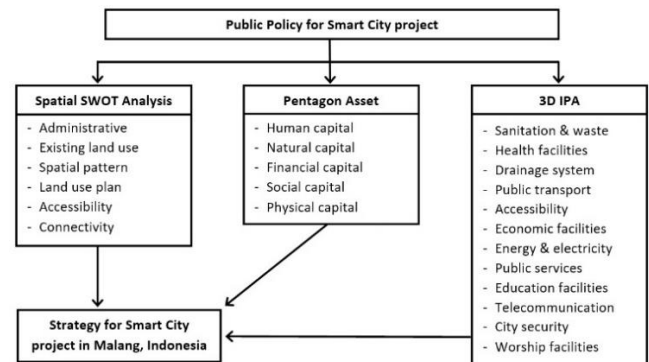 Public Policy for Smart City project
Spatial SWOT Analysis
- Administrative
- Existing land use
- Spatial pattern
- Land use plan
- Accessibility
- Connectivity
Pentagon Asset
- Human capital
- Natural capital
- Financial capital
- Social capital
- Physical capital
3D IPA
- Sanitation & waste
- Health facilities
- Drainage system
- Public transport
- Accessibility
- Economic facilities
- Energy & electricity
- Public services
- Education facilities
- Telecommunication
- City security
- Worship facilities
Strategy for Smart City
project in Malang, Indonesia